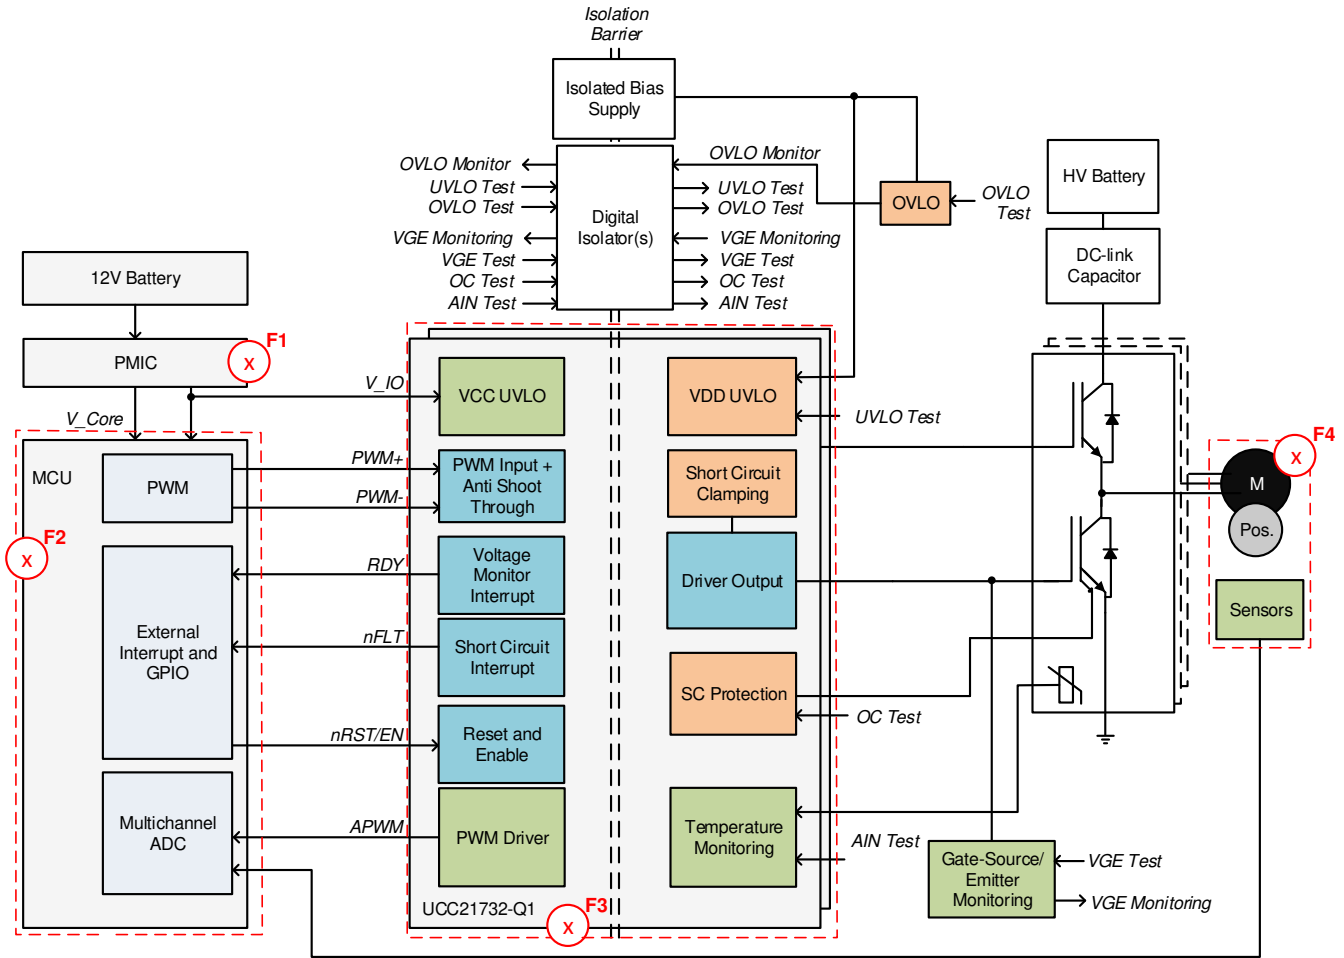 Isolation
Barrier
Isolated Bias
Supply
OVLO Monitor
UVLO Test
OVLO Test
VGE Monitoring
VGE Test
OC Test
AIN Test
Digital
Isolator(s)
OVLO Monitor
UVLO Test
OVLO Test
VGE Monitoring
VGE Test
OC Test
AIN Test
OVLO
OVLO
Test
HV Battery
DC-link
Capacitor
12V Battery
PMIC
X
F1
V_Core
V_IO
MCU
PWM
PWM+
PWM-
X
F2
External
Interrupt and
GPIO
RDY
nFLT
nRST/EN
Multichannel
ADC
APWM
VCC UVLO
PWM Input +
Anti Shoot
Through
Voltage
Monitor
Interrupt
Short Circuit
Interrupt
Reset and
Enable
PWM Driver
UCC21732-Q1
X
F3
VDD UVLO
UVLO Test
Short Circuit
Clamping
Driver Output
SC Protection
OC Test
Temperature
Monitoring
AIN Test
Gate-Source/
Emitter
Monitoring
VGE Test
VGE Monitoring
X
F4
M
Pos.
Sensors